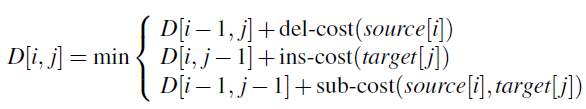 D[i − 1, j] + del-cost(source[i])
D[i, j] = min { D[i, j − 1] + ins-cost(target[j])
D[i − 1, j − 1] + sub-cost(source[i], target[j])